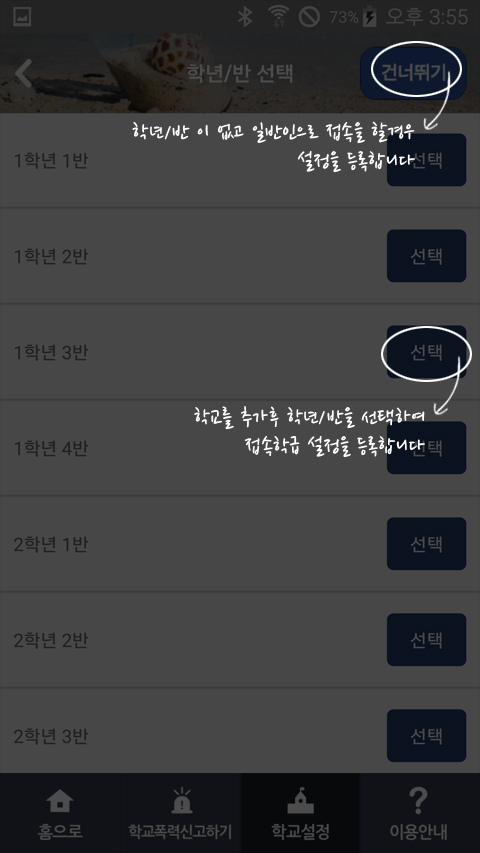 73% 오후 3:55
학년/반 선택
건너뛰기
학년/반 이 없고 일반인으로 접속을 할경우
설정을 등록합니다
1학년 1반 선택
1학년 2반 선택
1학년 3반 선택
학교를 추가후 학년/반을 선택하여
접속학급 설정을 등록합니다
1학년 4반 선택
2학년 1반 선택
2학년 2반 선택
2학년 3반 선택
홈으로 학교폭력신고하기 학교설정 이용안내